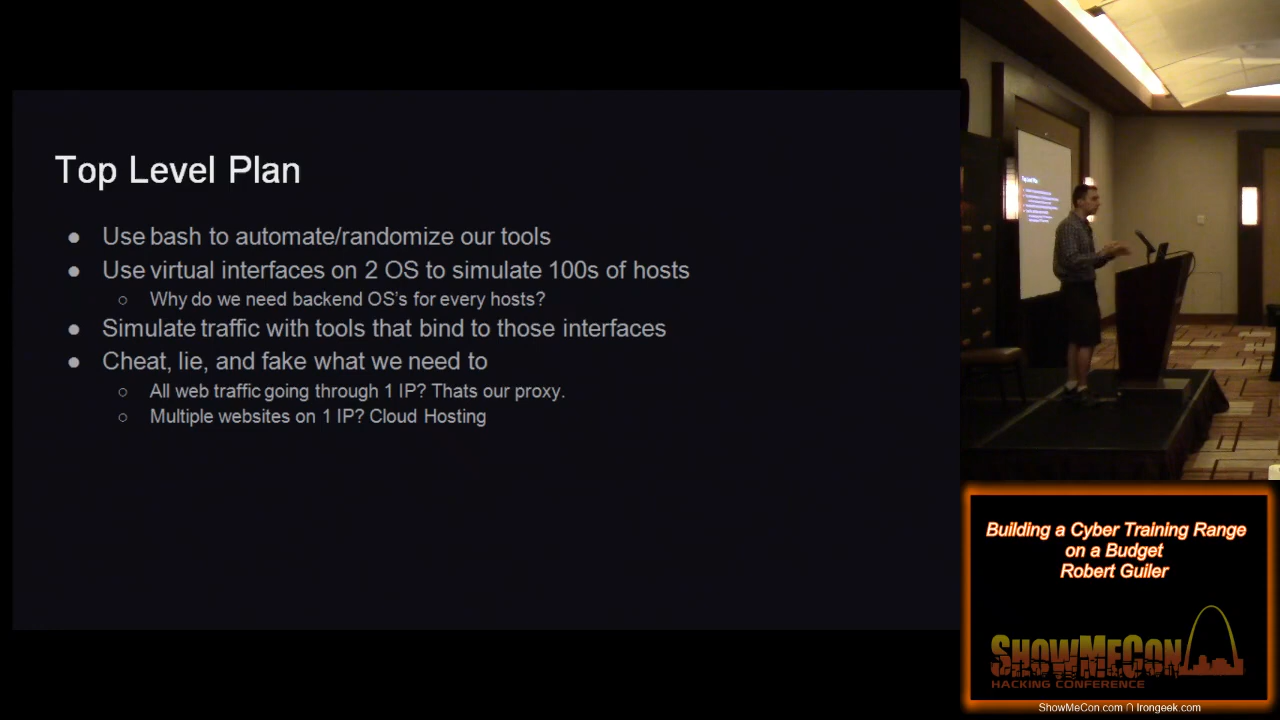 Top Level Plan
● Use bash to automate/randomize our tools
● Use virtual interfaces on 2 OS to simulate 100s of hosts
○ Why do we need backend OS's for every hosts?
● Simulate traffic with tools that bind to those interfaces
● Cheat, lie, and fake what we need to
○ All web traffic going through 1 IP? Thats our proxy.
○ Multiple websites on 1 IP? Cloud Hosting
Top Level Plan
Building a Cyber Training Range
on a Budget
Robert Guiler
SHOWMECON
HACKING CONFERENCE
ShowMeCon.com ∩ Irongeek.com